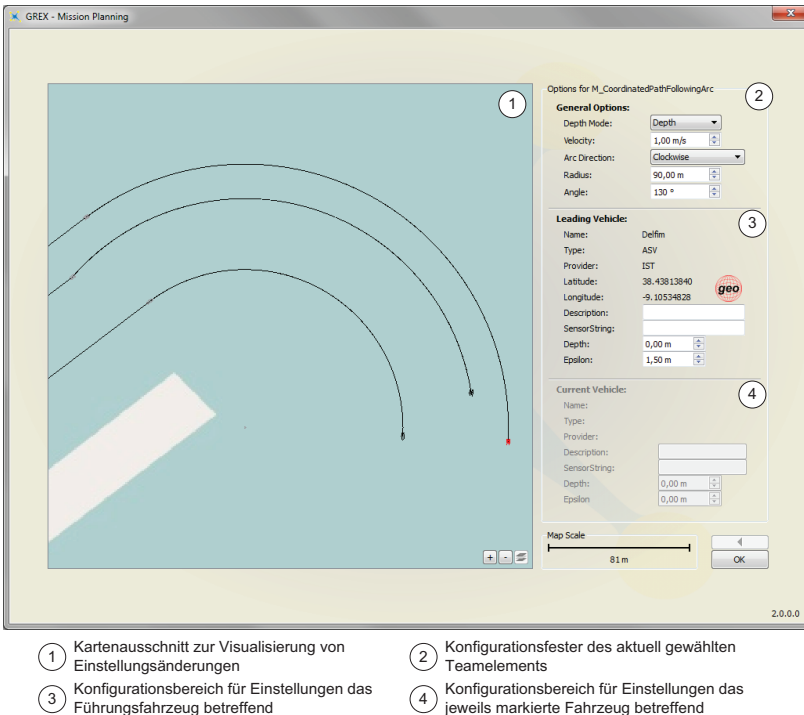 GREX - Mission Planning
1
Options for M_CoordinatedPathFollowingArc
2
General Options:
Depth Mode: Depth
Velocity: 1,00 m/s
Arc Direction: Clockwise
Radius: 90,00 m
Angle: 130 °
Leading Vehicle:
3
Name: Delfim
Type: ASV
Provider: IST
Latitude: 38.43813840
geo
Longitude: -9.10534828
Description:
SensorString:
Depth: 0,00 m
Epsilon: 1,50 m
Current Vehicle:
4
Name:
Type:
Provider:
Description:
SensorString:
Depth: 0,00 m
Epsilon 0,00 m
+ -
Map Scale
81 m
OK
2.0.0.0
1 Kartenausschnitt zur Visualisierung von
Einstellungsänderungen
2 Konfigurationsfester des aktuell gewählten
Teamelements
3 Konfigurationsbereich für Einstellungen das
Führungsfahrzeug betreffend
4 Konfigurationsbereich für Einstellungen das
jeweils markierte Fahrzeug betreffend